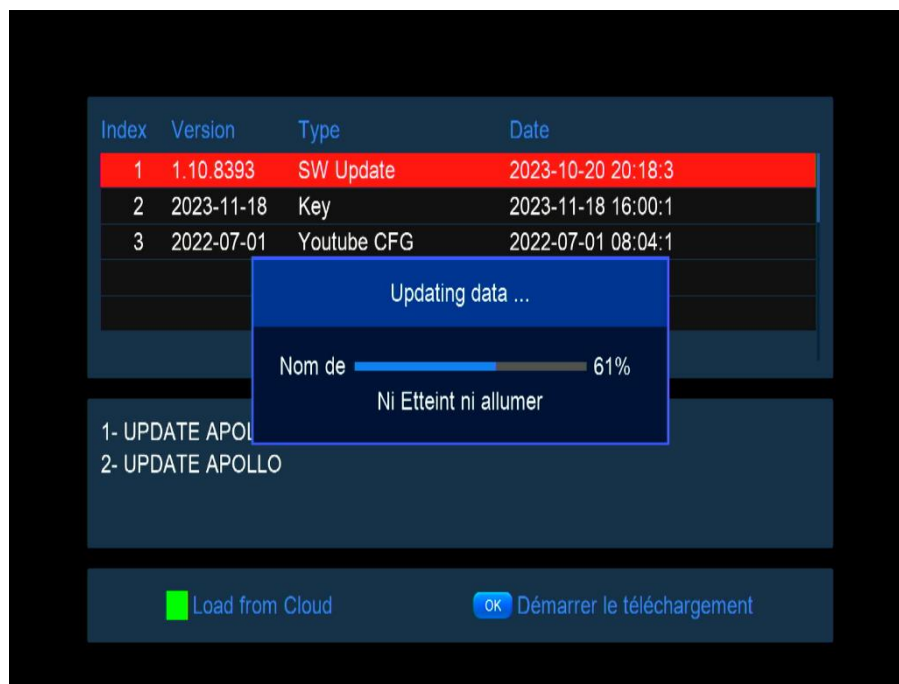 Index Version Type Date
1 1.10.8393 SW Update 2023-10-20 20:18:3
2 2023-11-18 Key 2023-11-18 16:00:1
3 2022-07-01 Youtube CFG 2022-07-01 08:04:1
Updating data ...
Nom de 61%
Ni Etteint ni allumer
1- UPDATE APOL
2- UPDATE APOLLO
Load from Cloud OK Démarrer le téléchargement